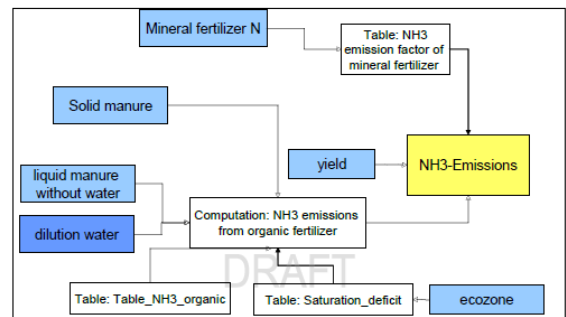 Mineral fertilizer N
Table: NH3
emission factor of
mineral fertilizer
Solid manure
yield
NH3-Emissions
liquid manure
without water
dilution water
Computation: NH3 emissions
from organic fertilizer
DRAFT
Table: Table_NH3_organic
Table: Saturation_deficit
ecozone